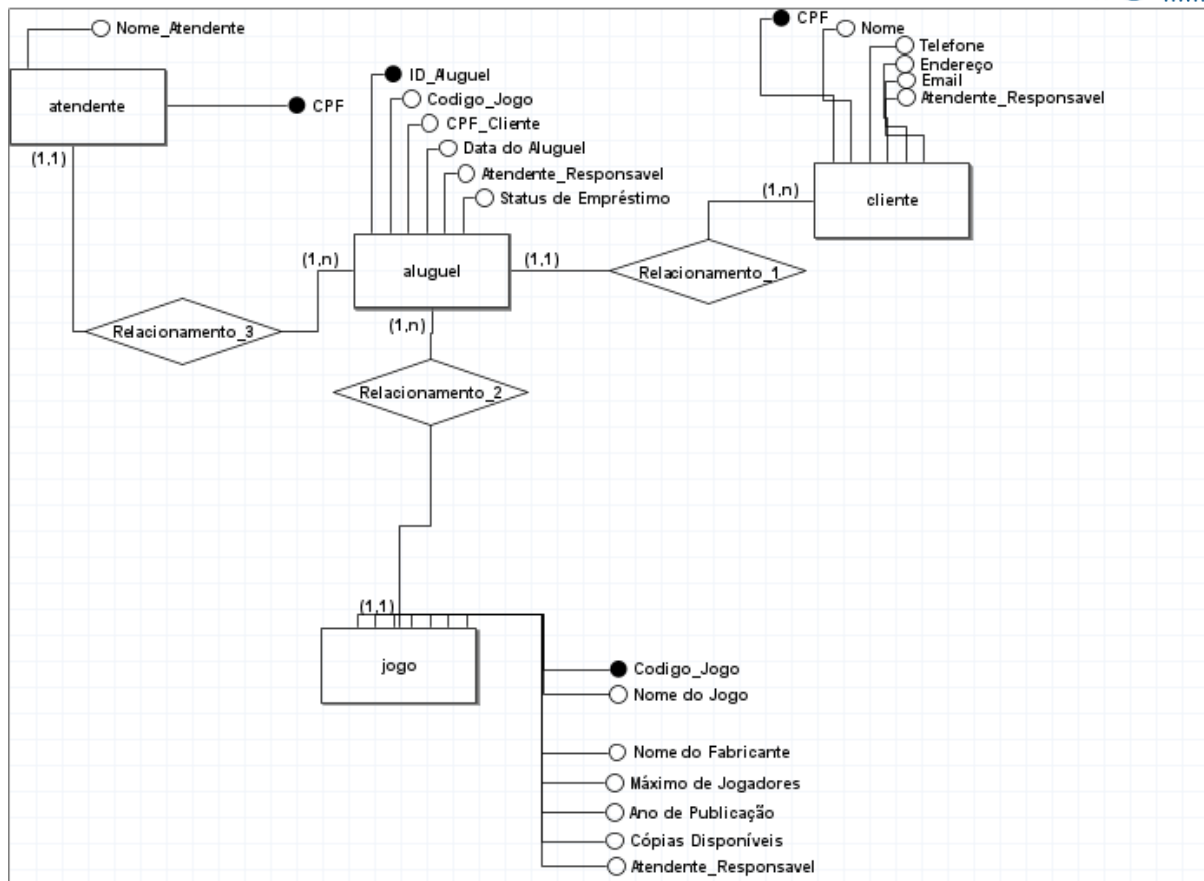 Nome_Atendente
atendente
CPF
(1,1)
ID_Aluguel
Codigo_Jogo
CPF_Cliente
Data do Aluguel
Atendente_Responsavel
Status de Empréstimo
CPF
Nome
Telefone
Endereço
Email
Atendente_Responsavel
(1,n)
cliente
(1,n)
aluguel
(1,1)
Relacionamento_1
Relacionamento_3
(1,n)
Relacionamento_2
(1,1)
jogo
Codigo_Jogo
Nome do Jogo
Nome do Fabricante
Máximo de Jogadores
Ano de Publicação
Cópias Disponíveis
Atendente_Responsavel